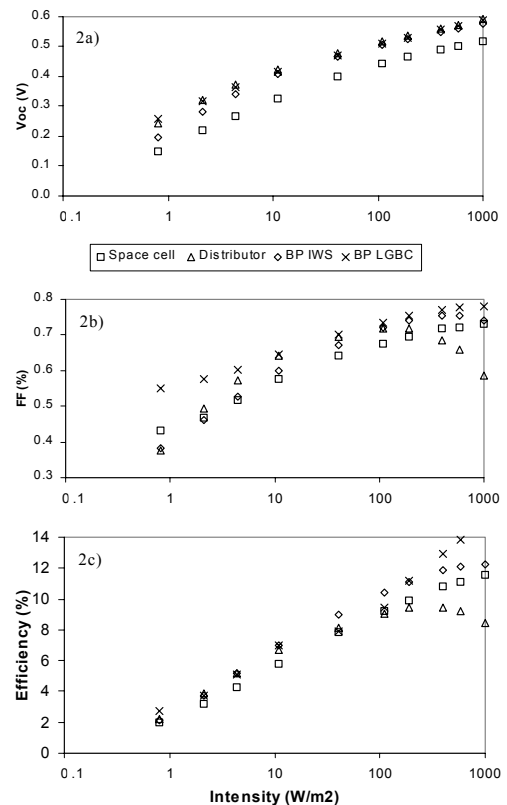 2a)
0.6
0.5
0.4
0.3
0.2
0.1
0.0
Voc (V)
0.1 1 10 100 1000
Space cell Distributor BP IWS BP LGBC
2b)
0.8
0.7
0.6
0.5
0.4
0.3
FF (%)
0.1 1 10 100 1000
2c)
14
12
10
8
6
4
2
0
Efficiency (%)
0.1 1 10 100 1000
Intensity (W/m2)